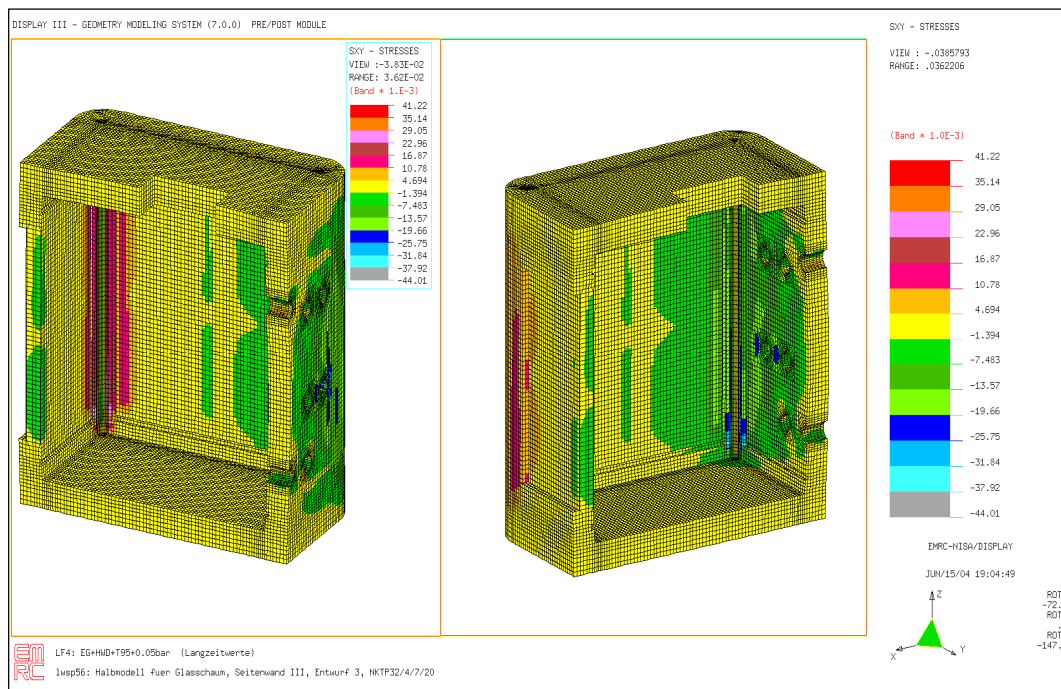 DISPLAY III - GEOMETRY MODELING SYSTEM (7.0.0) PRE/POST MODULE
SXY - STRESSES
VIEW :-3.83E-02
RANGE: 3.62E-02
(Band * 1.E-3)
41.22
35.14
29.05
22.96
16.87
10.78
4.694
-1.394
-7.483
-13.57
-19.66
-25.75
-31.84
-37.92
-44.01
SXY - STRESSES
VIEW : -.0385793
RANGE: .0362206
(Band * 1.0E-3)
41.22
35.14
29.05
22.96
16.87
10.78
4.694
-1.394
-7.483
-13.57
-19.66
-25.75
-31.84
-37.92
-44.01
EMRC-NISA/DISPLAY
JUN/15/04 19:04:49
Z
X
Y
ROT
-72.
ROT
.
ROT
-147.
EMRC
LF4: EG+HWD+T95+0.05bar (Langzeitwerte)
lwsp56: Halbmodell fuer Glasschaum, Seitenwand III, Entwurf 3, NKTP32/4/7/20